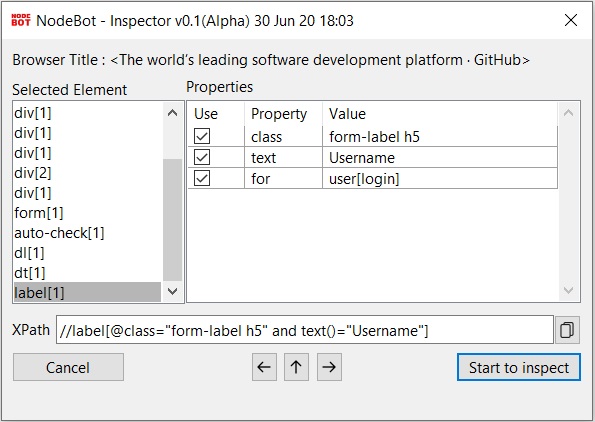 NODE BOT NodeBot - Inspector v0.1(Alpha) 30 Jun 20 18:03
Browser Title : <The world's leading software development platform · GitHub>
Selected Element
div[1]
div[1]
div[1]
div[2]
div[1]
form[1]
auto-check[1]
dl[1]
dt[1]
label[1]
Properties
Use Property Value
class form-label h5
text Username
for user[login]
XPath //label[@class="form-label h5" and text()="Username"]
Cancel Start to inspect